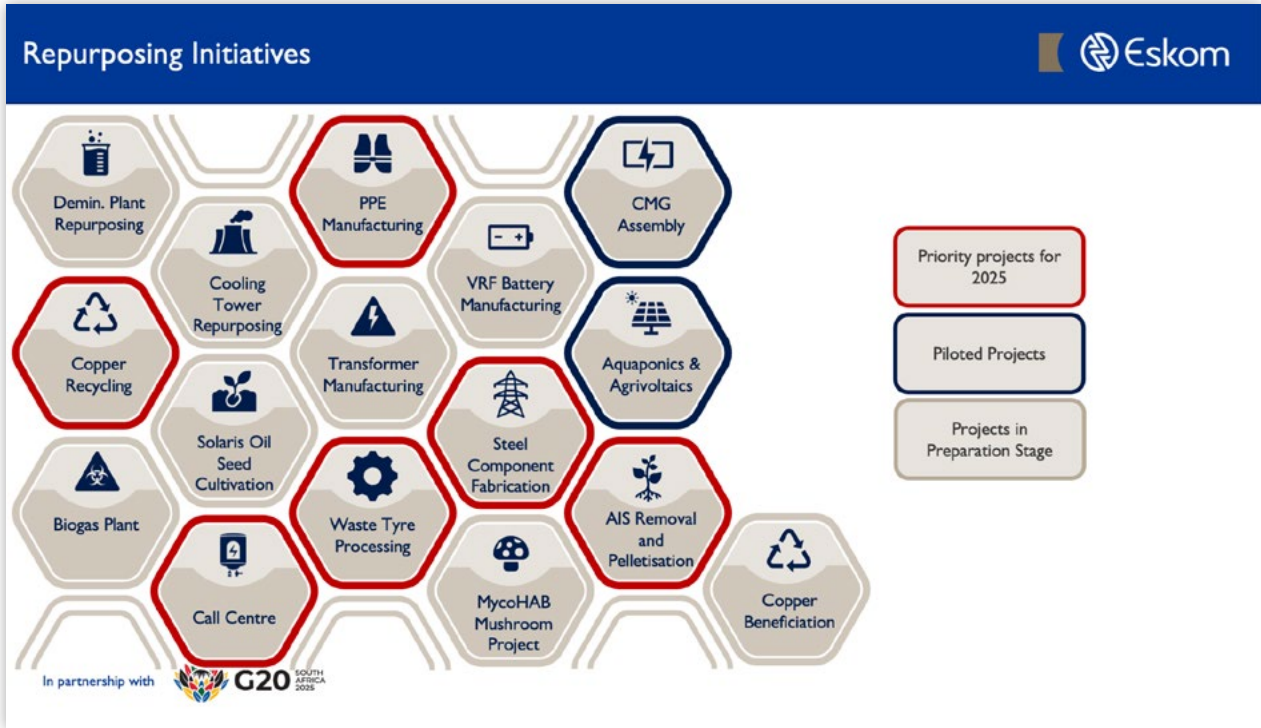 Repurposing Initiatives
Eskom
Demin. Plant
Repurposing
PPE
Manufacturing
CMG
Assembly
Cooling
Tower
Repurposing
VRF Battery
Manufacturing
Priority projects for
2025
Copper
Recycling
Transformer
Manufacturing
Aquaponics &
Agrivoltaics
Piloted Projects
Solaris Oil
Seed
Cultivation
Steel
Component
Fabrication
Projects in
Preparation Stage
Biogas Plant
Waste Tyre
Processing
AIS Removal
and
Pelletisation
Call Centre
MycoHAB
Mushroom
Project
Copper
Beneficiation
In partnership with
G20
SOUTH
AFRICA
2025